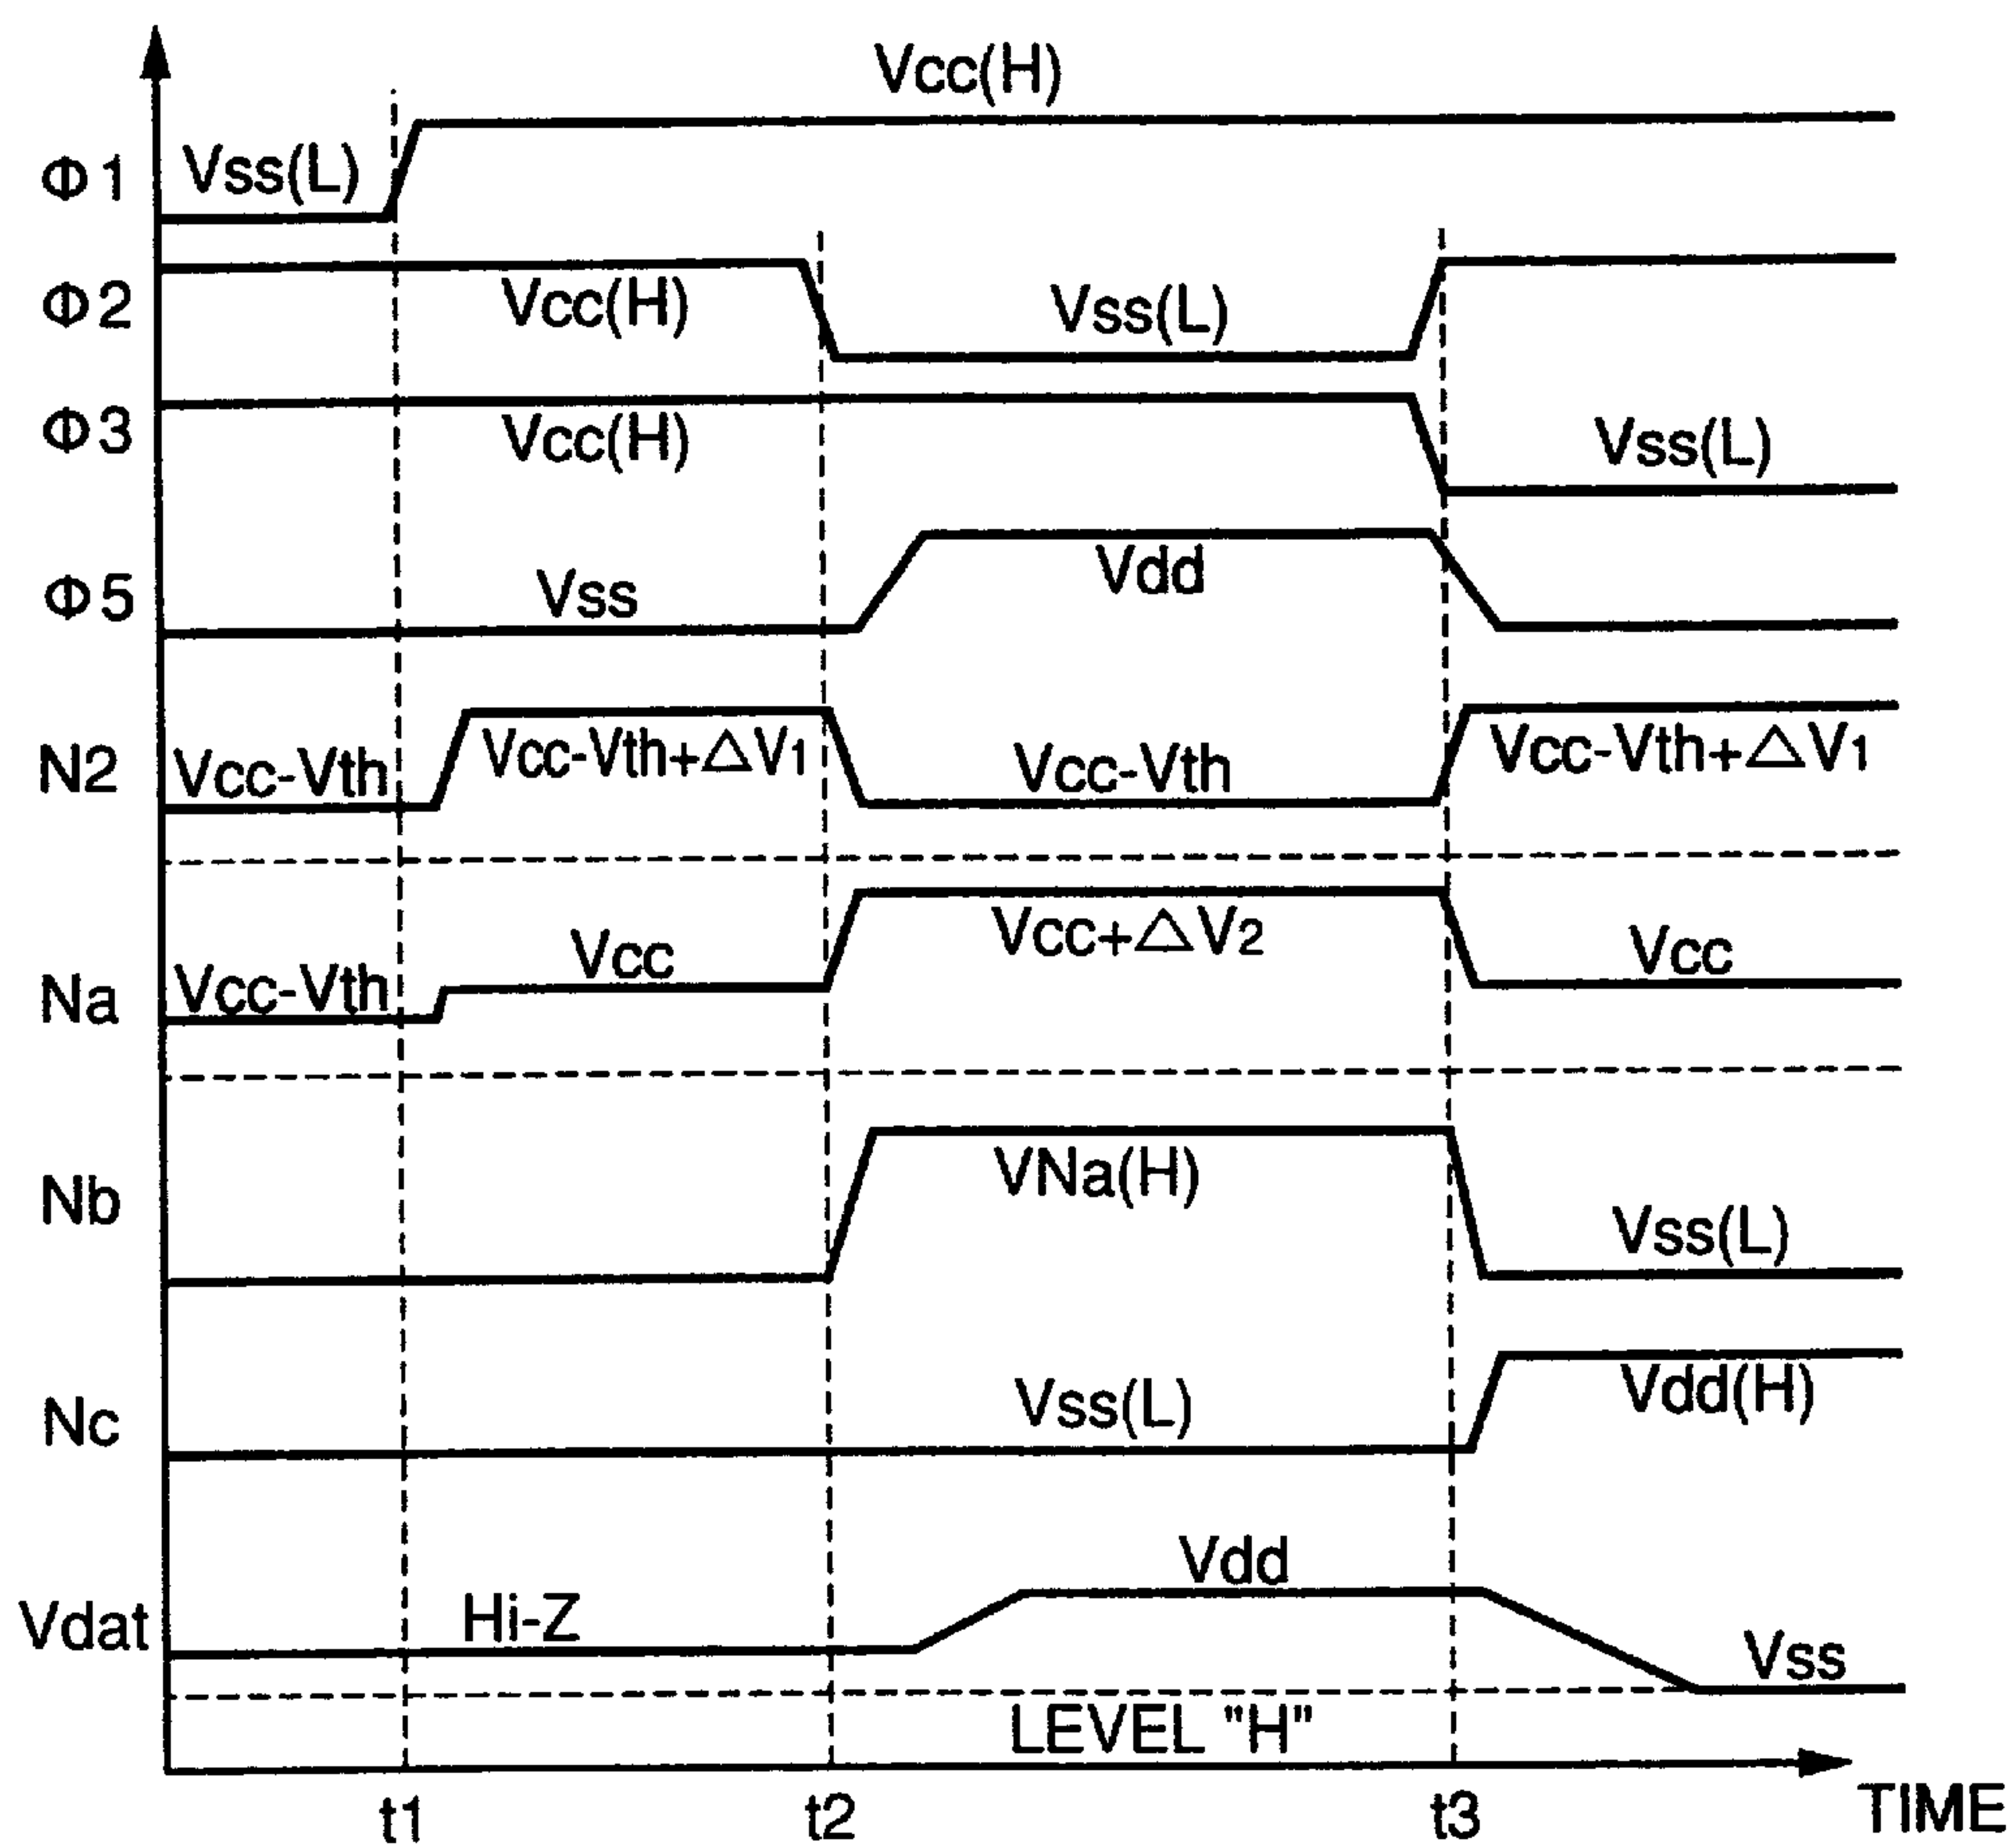 Vcc(H)
Φ1 Vss(L)
Φ2 Vcc(H) Vss(L)
Φ3 Vcc(H) Vss(L)
Φ5 Vss Vdd
N2 Vcc-Vth Vcc-Vth+△V1 Vcc-Vth Vcc-Vth+△V1
Na Vcc-Vth Vcc Vcc+△V2 Vcc
Nb VNa(H) Vss(L)
Nc Vss(L) Vdd(H)
Vdat Hi-Z Vdd Vss
LEVEL "H"
t1 t2 t3 TIME